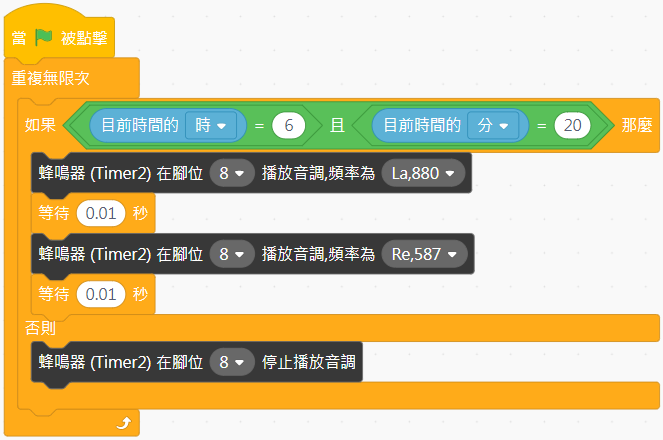 當 被點擊
重複無限次
如果 目前時間的 時 = 6 且 目前時間的 分 = 20 那麼
蜂鳴器 (Timer2) 在腳位 8 播放音調,頻率為 La,880
等待 0.01 秒
蜂鳴器 (Timer2) 在腳位 8 播放音調,頻率為 Re,587
等待 0.01 秒
否則
蜂鳴器 (Timer2) 在腳位 8 停止播放音調